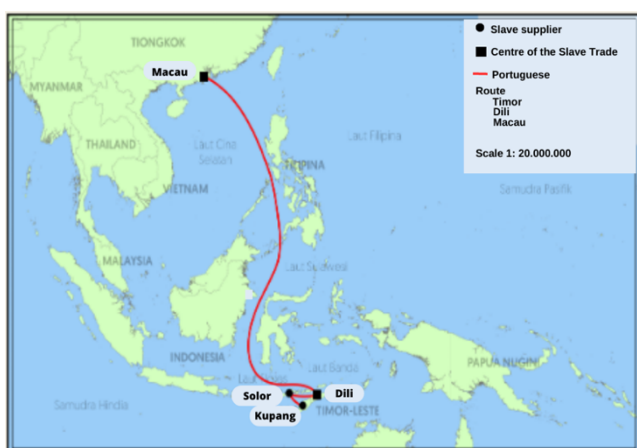 Slave supplier
Centre of the Slave Trade
Portuguese
Route
Timor
Dili
Macau
Scale 1: 20.000.000
TIONGKOK
Macau
MYANMAR
THAILAND
Laut Cina
Selatan
Laut Filipina
VIETNAM
Samudra Pasifik
MALAYSIA
Laut Sulawesi
INDONESIA
Laut Banda
PAPUA NUGINI
Solor
Dili
Samudra Hindia
Kupang
TIMOR-LESTE